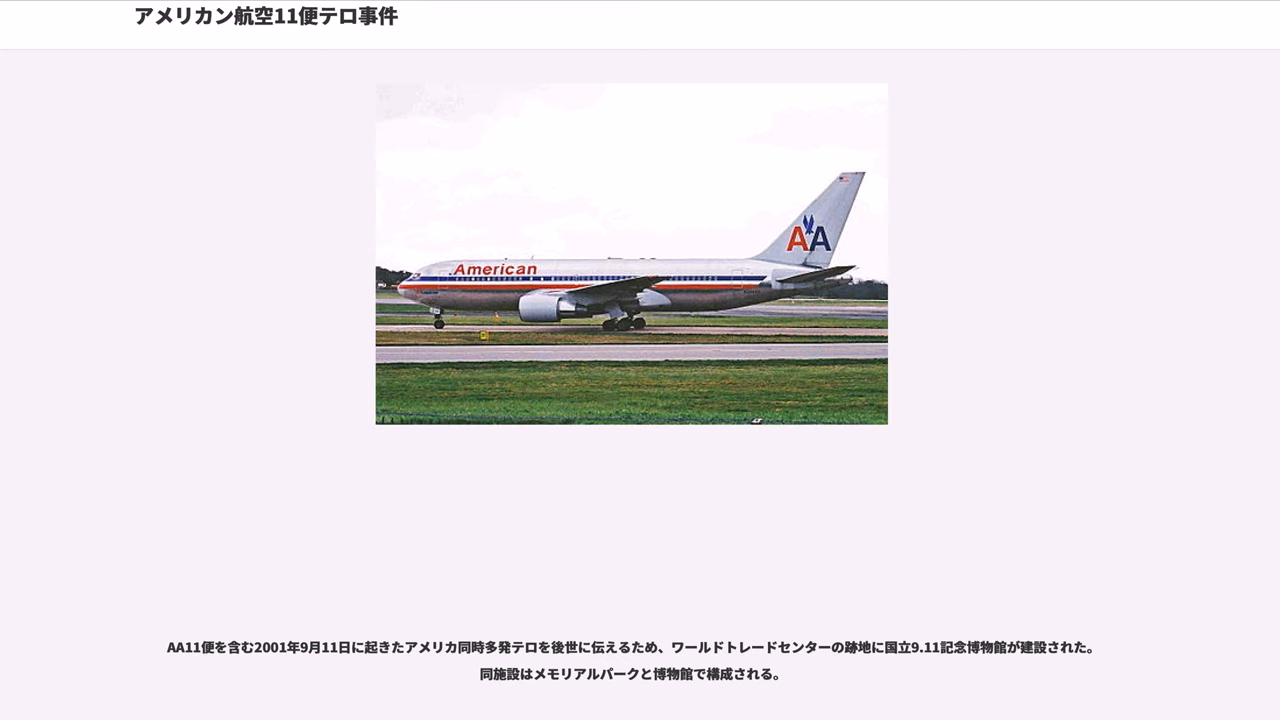 アメリカン航空11便テロ事件
American
AA
AA11便を含む2001年9月11日に起きたアメリカ同時多発テロを後世に伝えるため、ワールドトレードセンターの跡地に国立9.11記念博物館が建設された。
同施設はメモリアルパークと博物館で構成される。